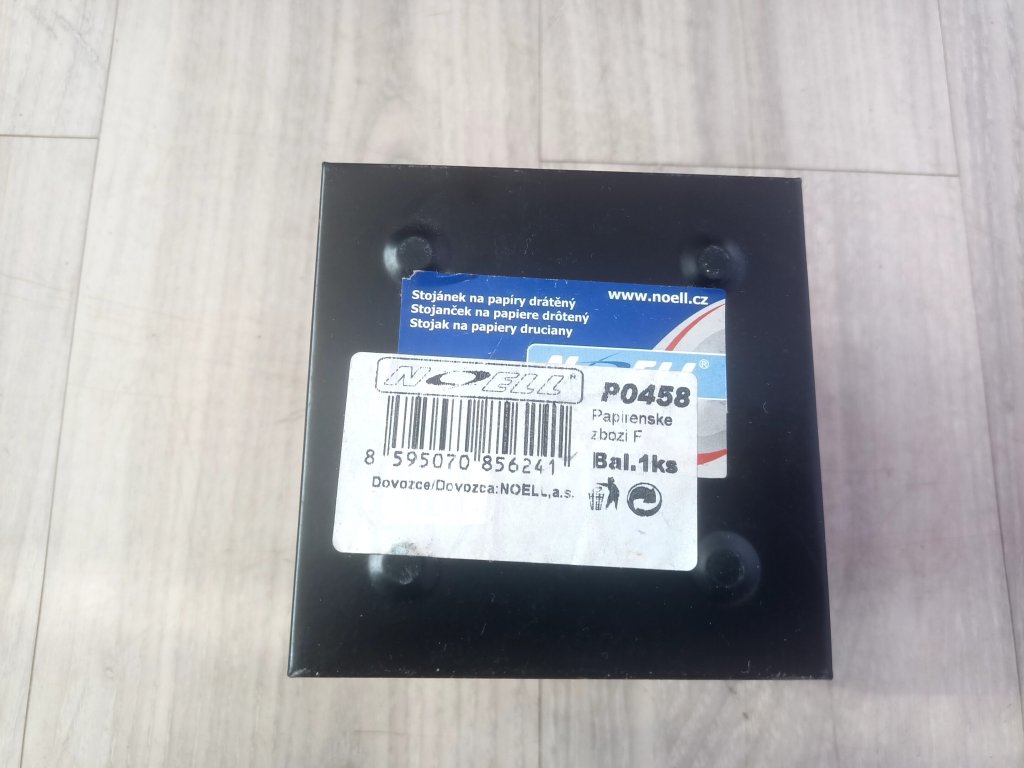 Stojánek na papíry drátěný
Stojanček na papiere drôtený
Stojak na papiery druciany
www.noell.cz
NOELL®
NOELL
P0458
Papirenske
zbozi F
8 595070 856241
Bal.1ks
Dovozce/Dovozca:NOELL,a.s.